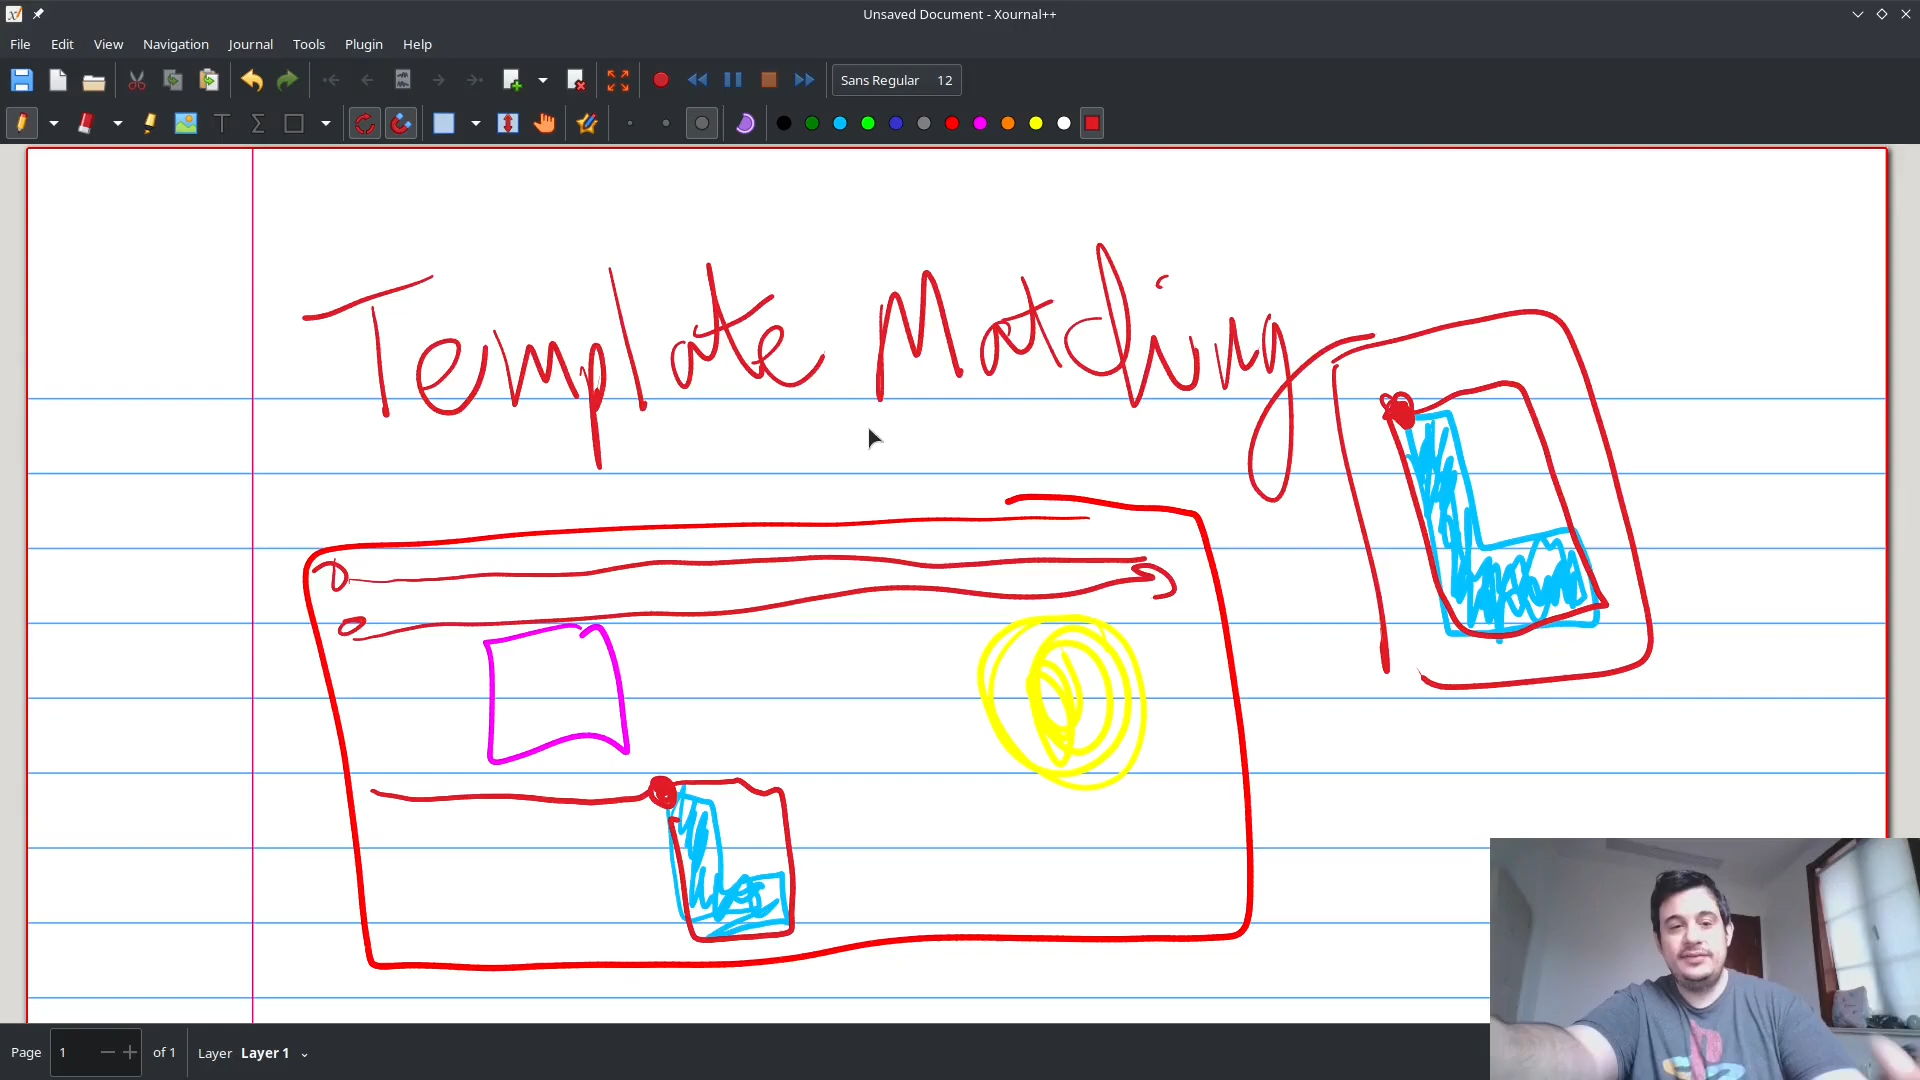 Unsaved Document - Xournal++
File Edit View Navigation Journal Tools Plugin Help
Sans Regular 12
Template Matching
Page 1 of 1 Layer Layer 1